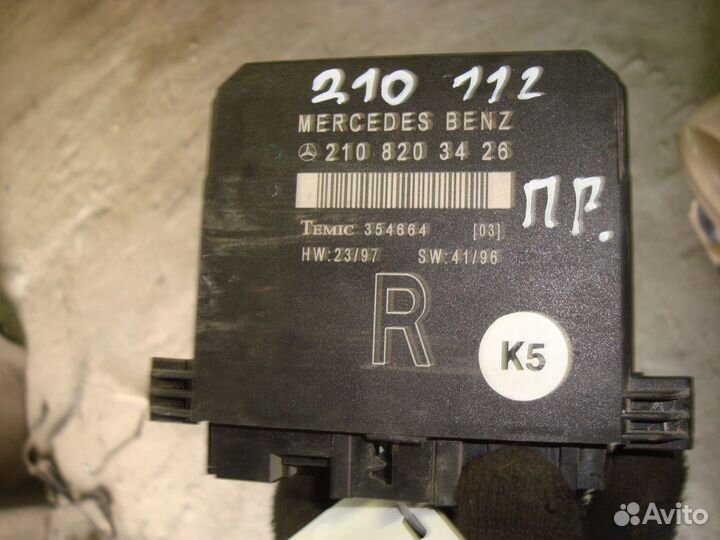 210 112
MERCEDES BENZ
210 820 34 26
ПР.
TEMIC 354664 [03]
HW:23/97 SW:41/96
R
K5
Avito